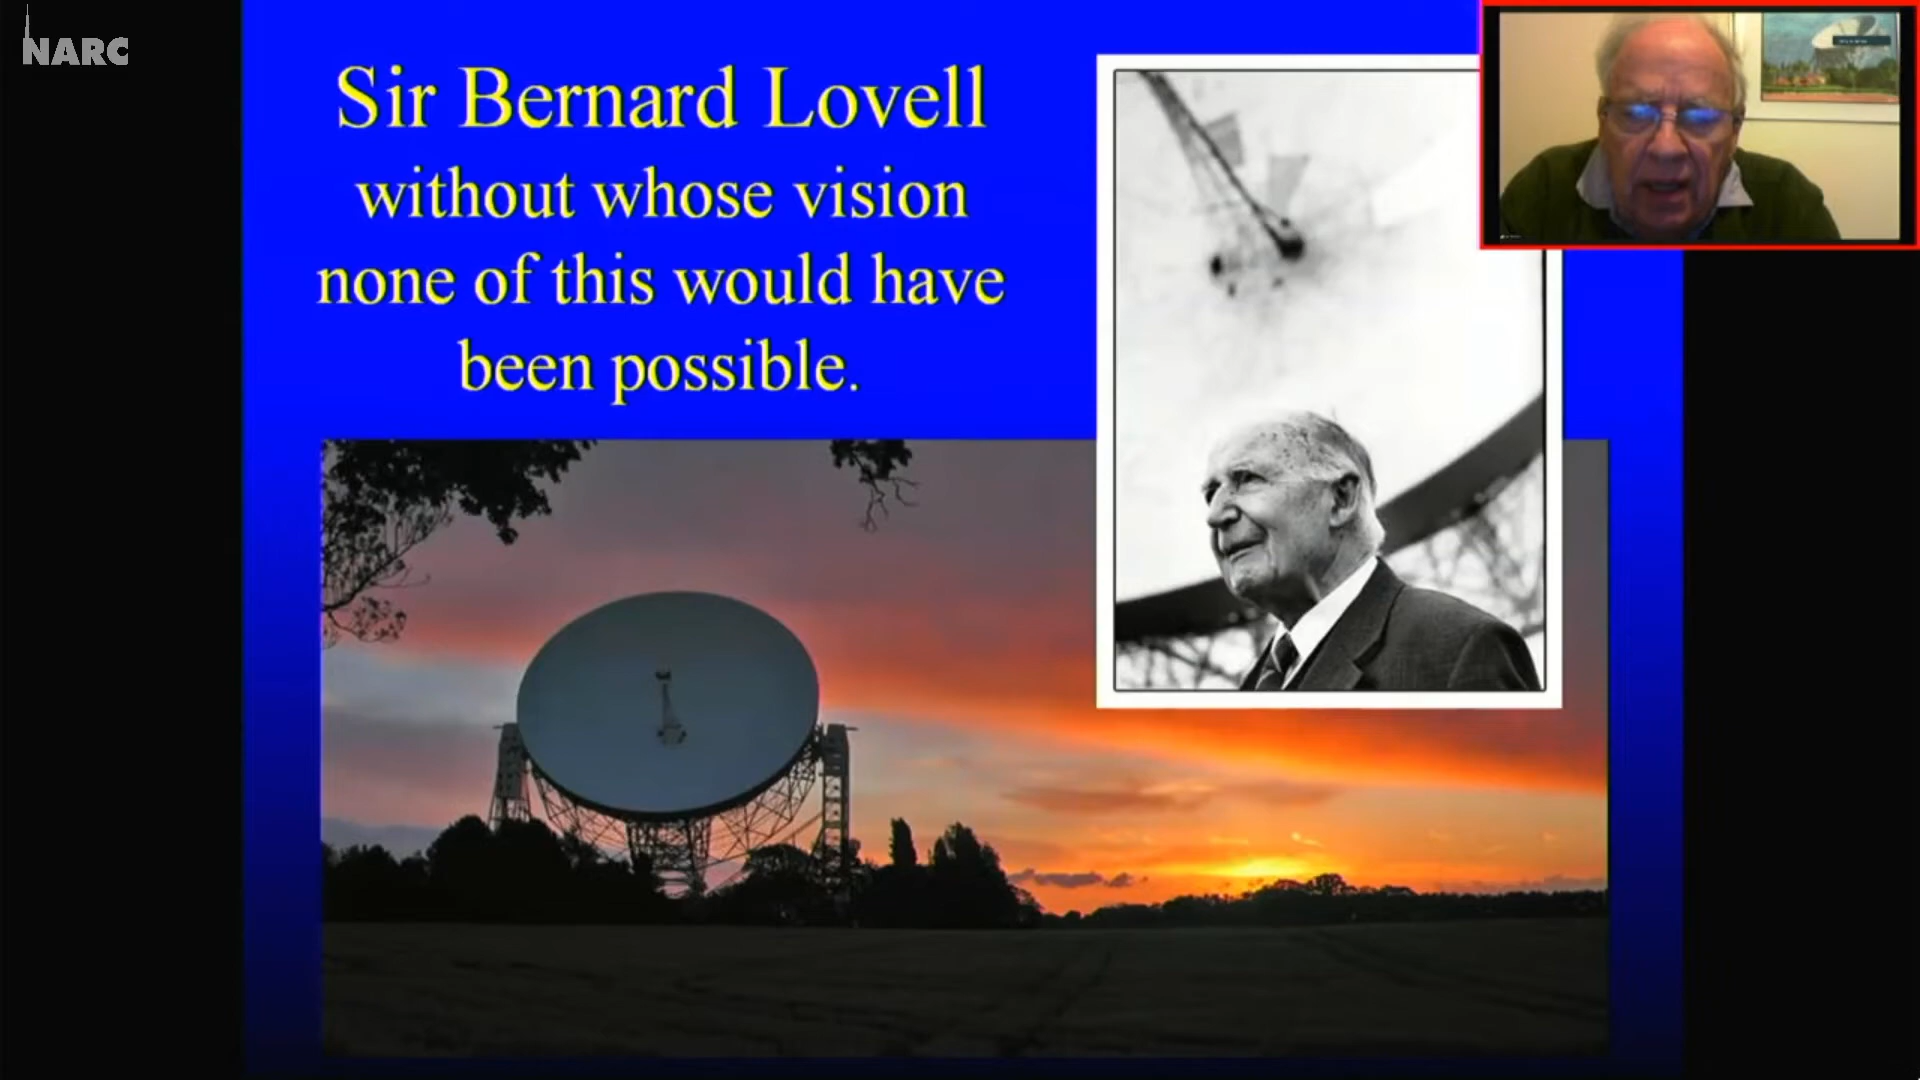 NARC
Sir Bernard Lovell
without whose vision
none of this would have
been possible.